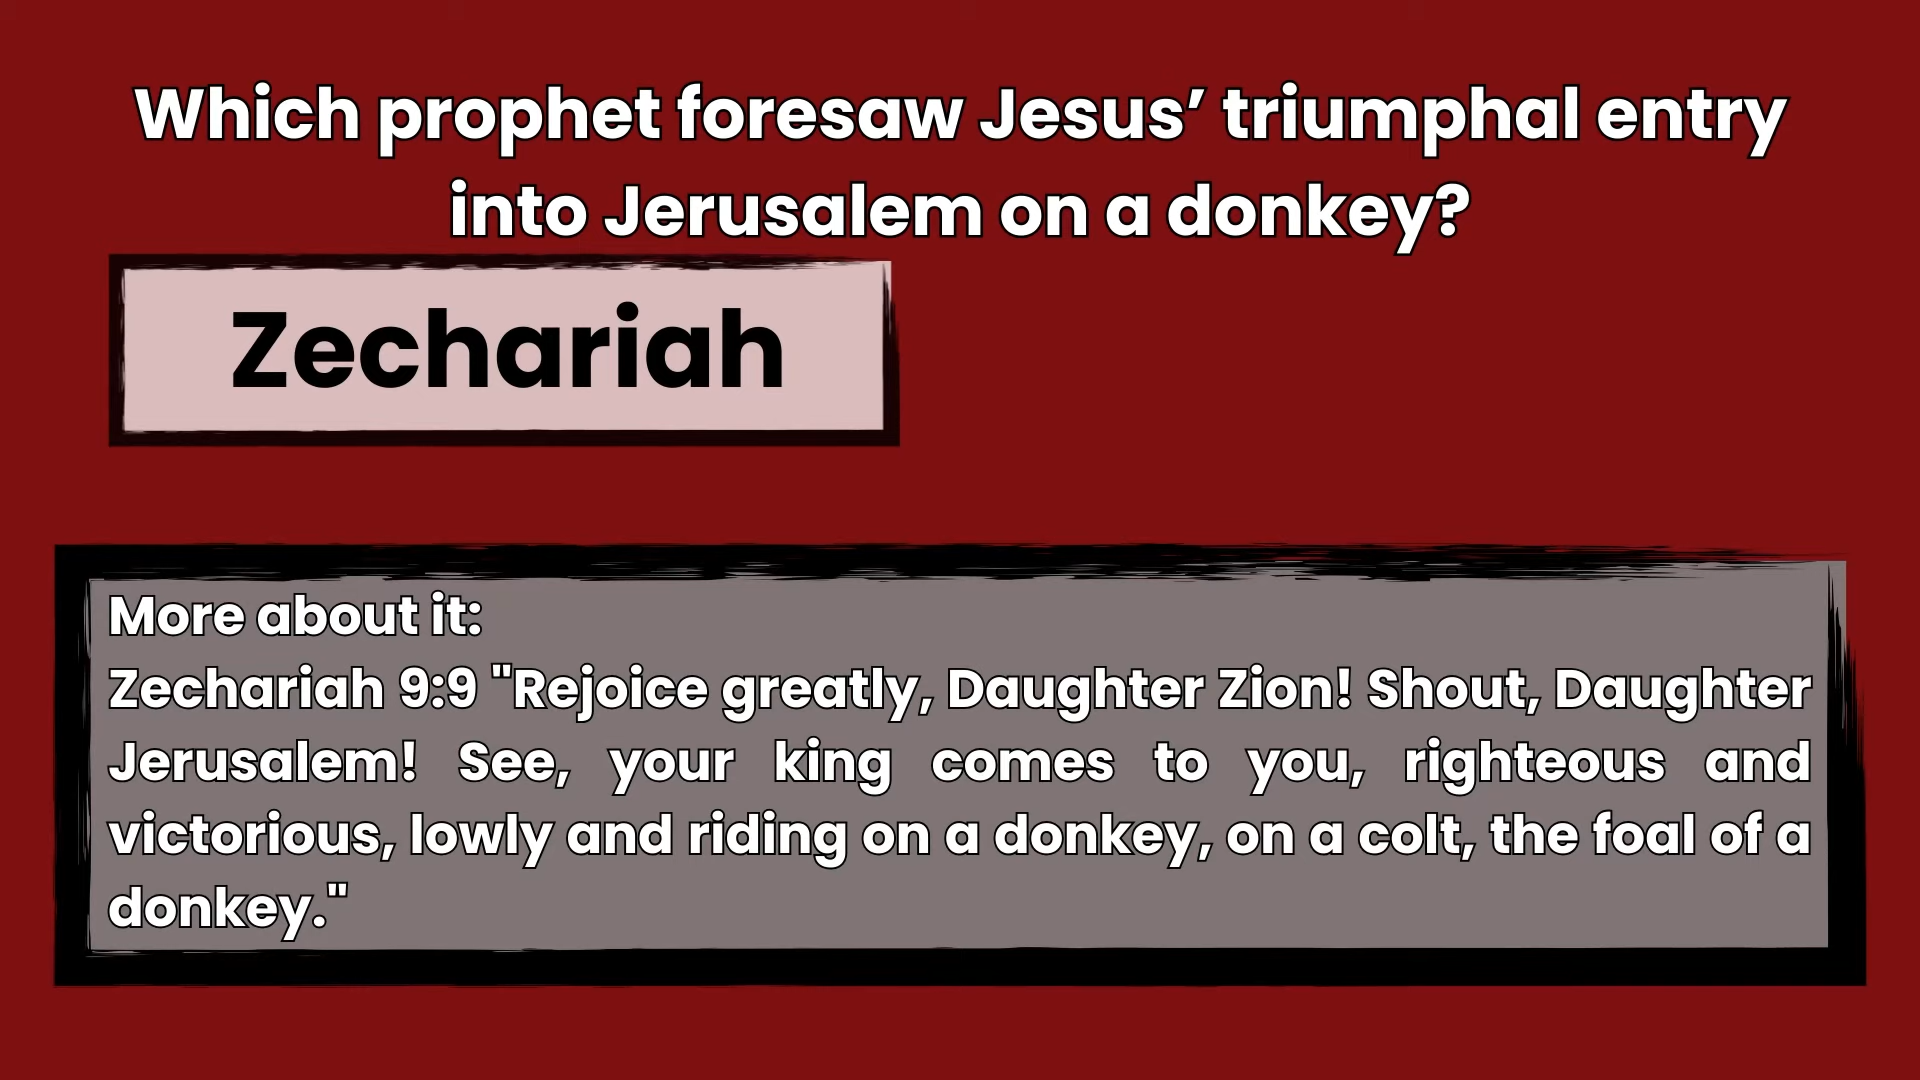 Which prophet foresaw Jesus’ triumphal entry
into Jerusalem on a donkey?
Zechariah
More about it:
Zechariah 9:9 "Rejoice greatly, Daughter Zion! Shout, Daughter
Jerusalem! See, your king comes to you, righteous and
victorious, lowly and riding on a donkey, on a colt, the foal of a
donkey."